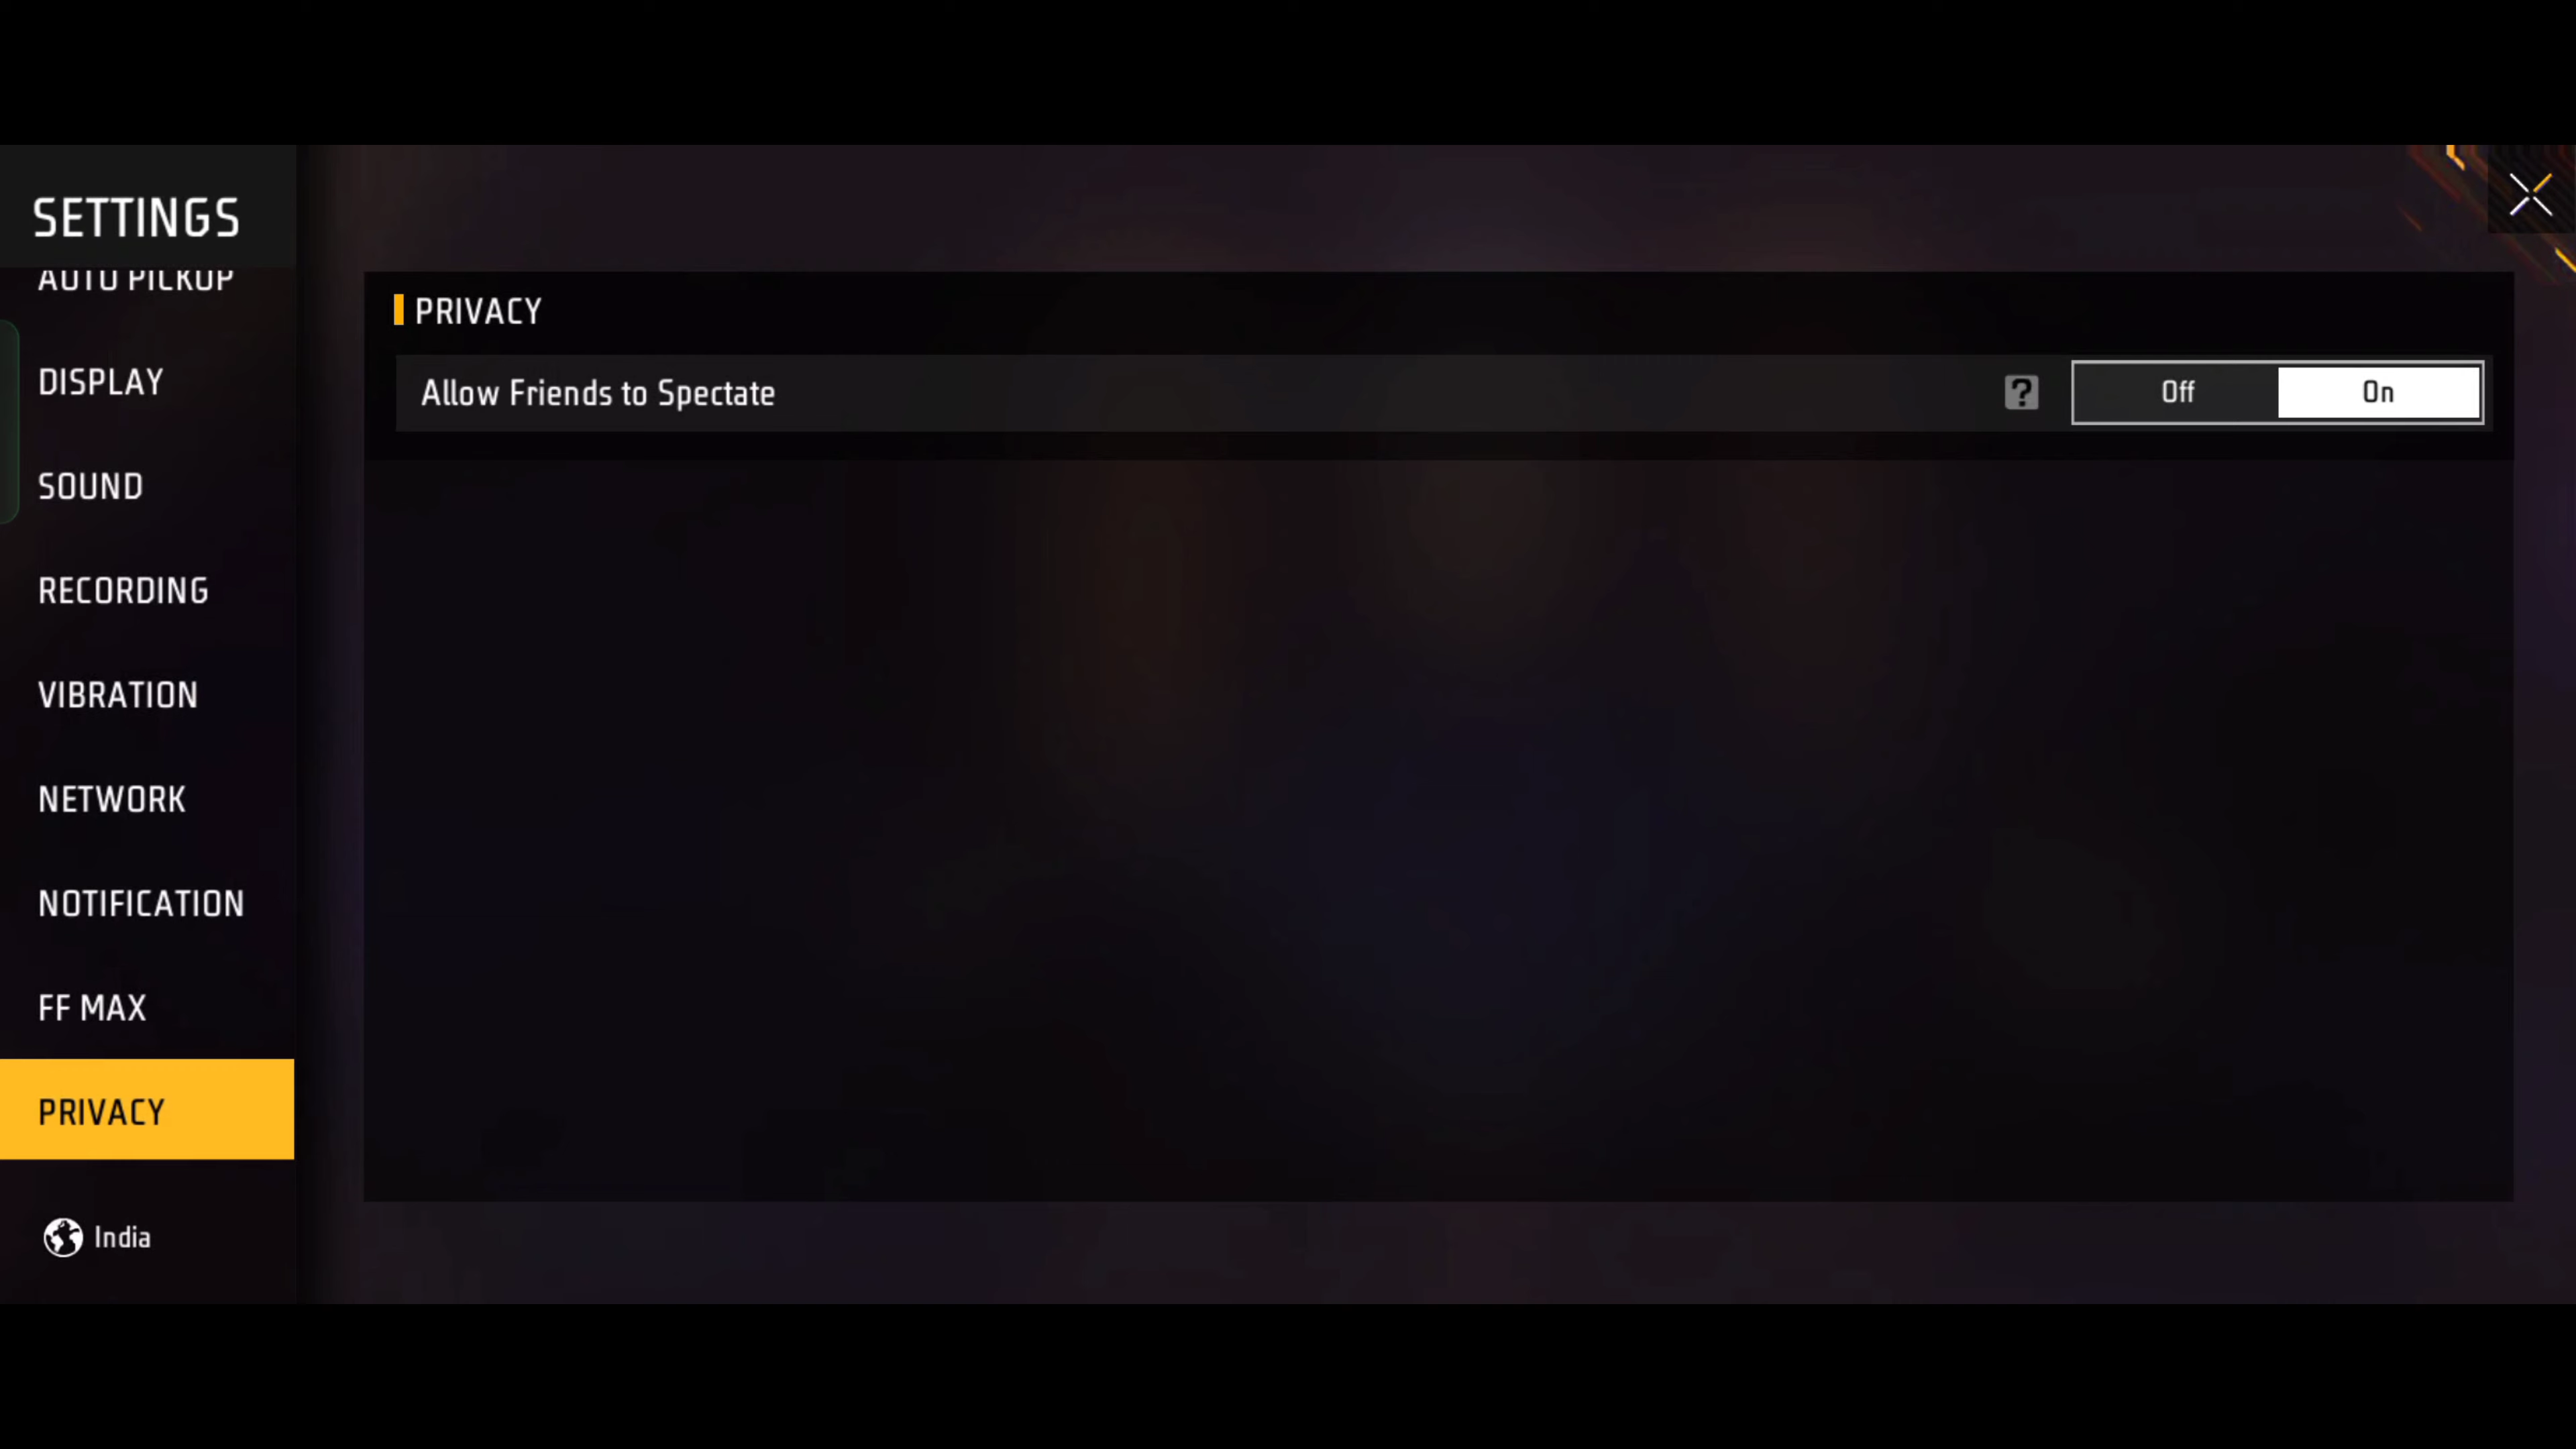 SETTINGS
AUTO PICKUP
DISPLAY
SOUND
RECORDING
VIBRATION
NETWORK
NOTIFICATION
FF MAX
PRIVACY
India
PRIVACY
Allow Friends to Spectate ? Off On